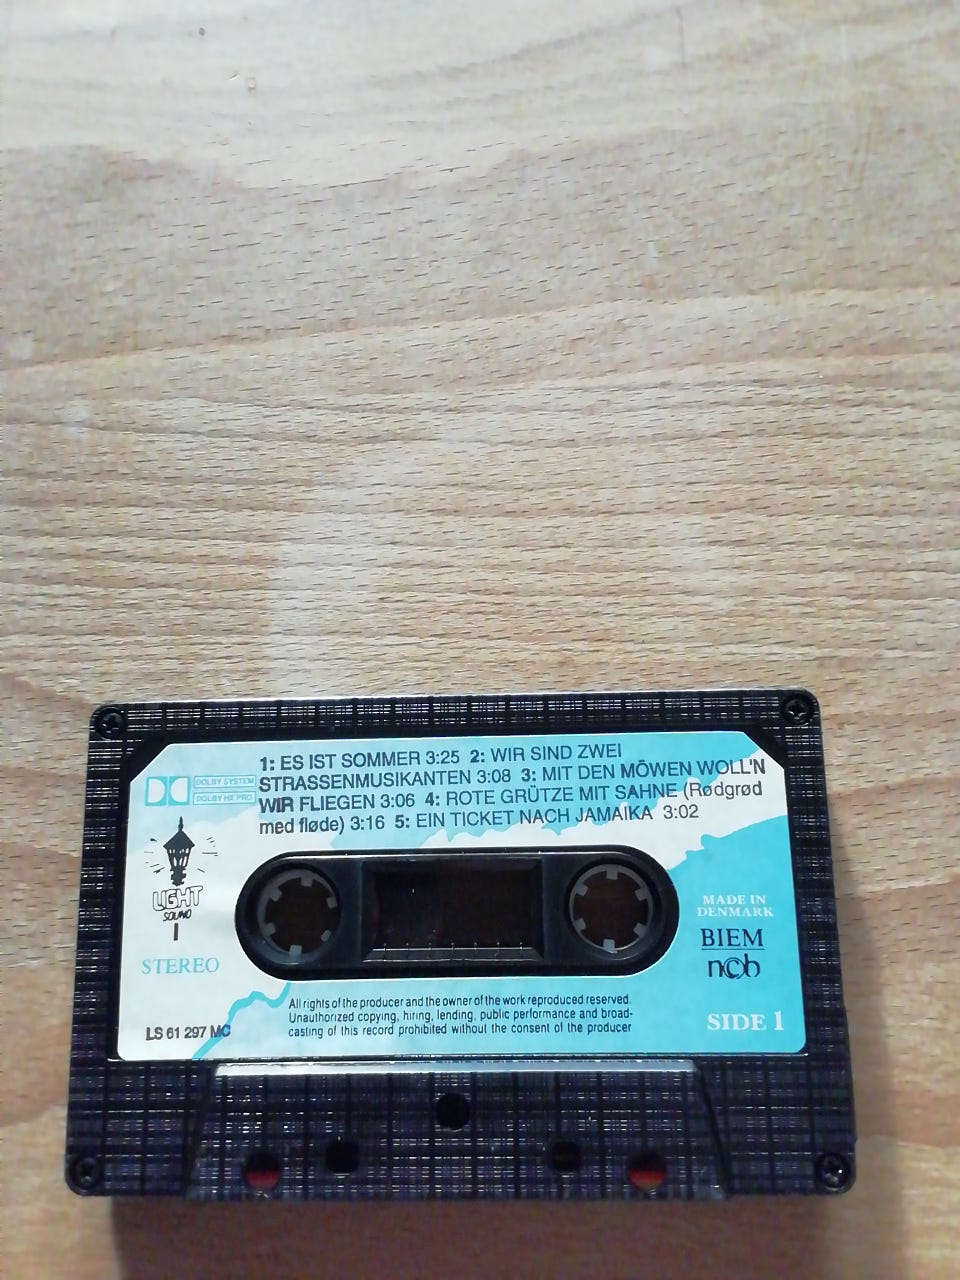 1: ES IST SOMMER 3:25 2: WIR SIND ZWEI
STRASSENMUSIKANTEN 3:08 3: MIT DEN MÖWEN WOLL'N
WIR FLIEGEN 3:06 4: ROTE GRÜTZE MIT SAHNE (Rødgrød
med fløde) 3:16 5: EIN TICKET NACH JAMAIKA 3:02
DOLBY SYSTEM
DOLBY HX PRO
LIGHT
SOUND
STEREO
LS 61 297 MC
MADE IN
DENMARK
BIEM
ncb
SIDE 1
All rights of the producer and the owner of the work reproduced reserved.
Unauthorized copying, hiring, lending, public performance and broad-
casting of this record prohibited without the consent of the producer